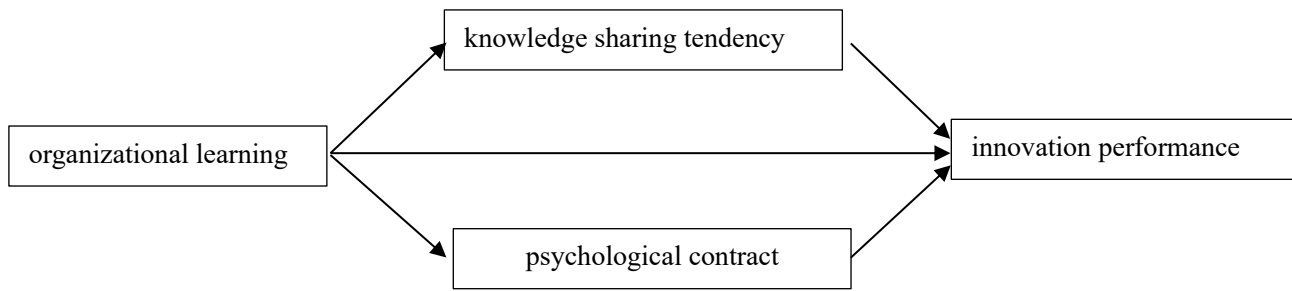 knowledge sharing tendency
organizational learning
innovation performance
psychological contract